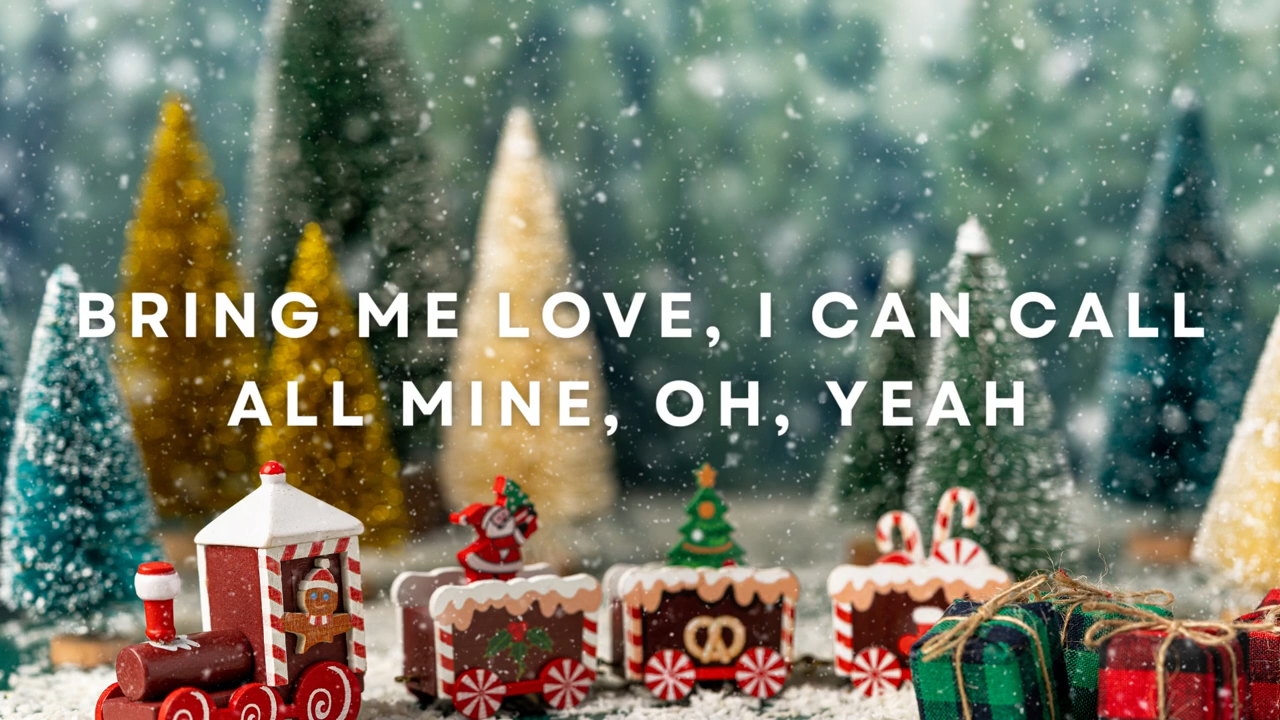 BRING ME LOVE, I CAN CALL
ALL MINE, OH, YEAH